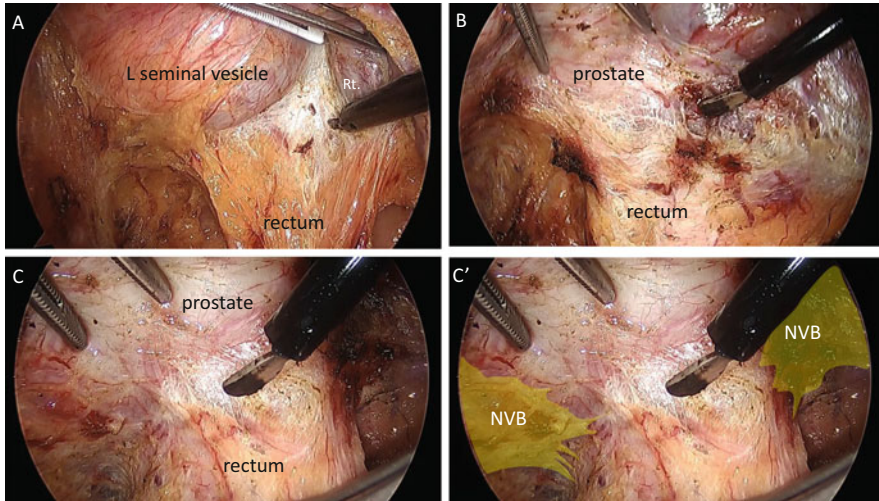 A
L seminal vesicle
Rt.
rectum
B
prostate
rectum
C
prostate
rectum
C’
NVB
NVB